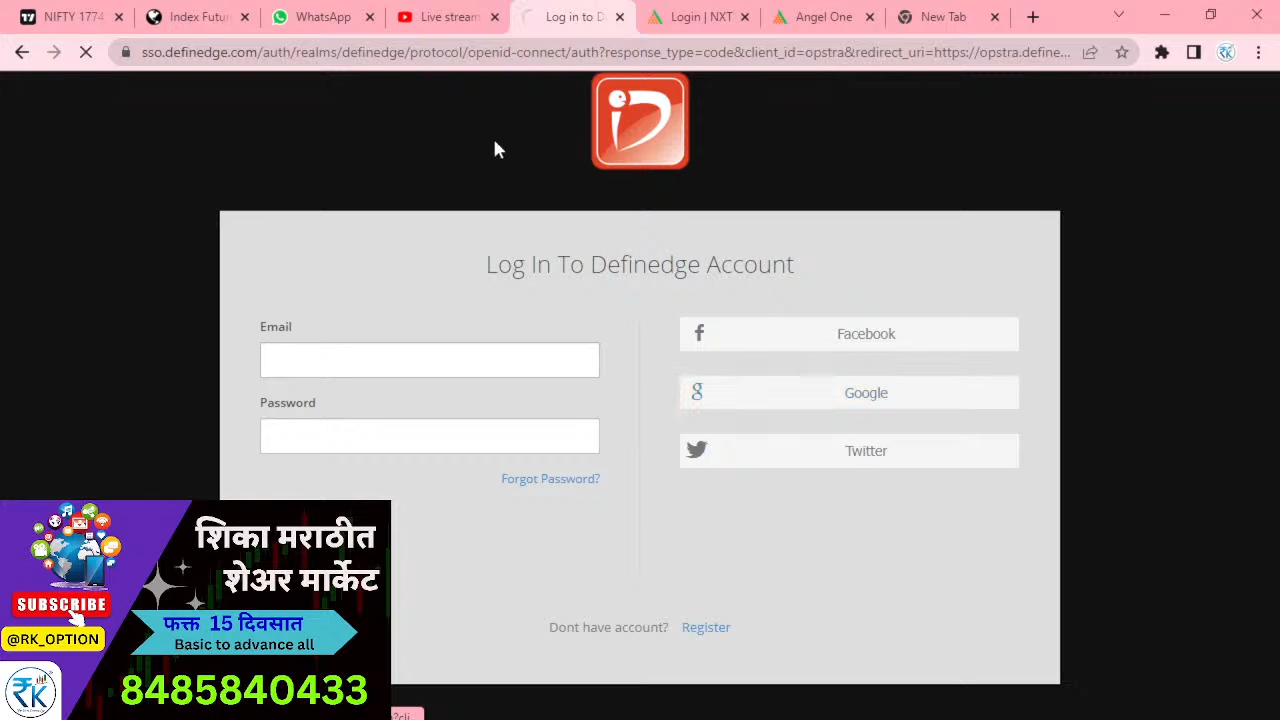 NIFTY 1774
Index Futu
WhatsApp
Live stream
Log in to D
Login | NXT
Angel One
New Tab
sso.definedge.com/auth/realms/definedge/protocol/openid-connect/auth?response_type=code&client_id=opstra&redirect_uri=https://opstra.define...
Log In To Definedge Account
Email
Password
Forgot Password?
Facebook
Google
Twitter
Dont have account? Register
शिका मराठीत
शेअर मार्केट
SUBSCRIBE
@RK_OPTION
फक्त 15 दिवसात
Basic to advance all
8485840433